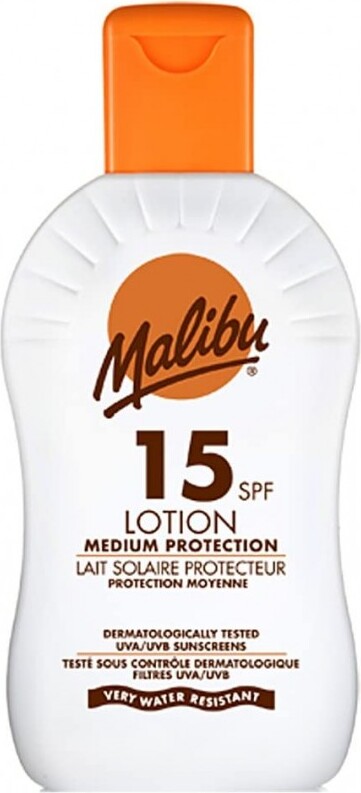 Malibu®
15 SPF
LOTION
MEDIUM PROTECTION
LAIT SOLAIRE PROTECTEUR
PROTECTION MOYENNE
DERMATOLOGICALLY TESTED
UVA/UVB SUNSCREENS
TESTÉ SOUS CONTRÔLE DERMATOLOGIQUE
FILTRES UVA/UVB
VERY WATER RESISTANT